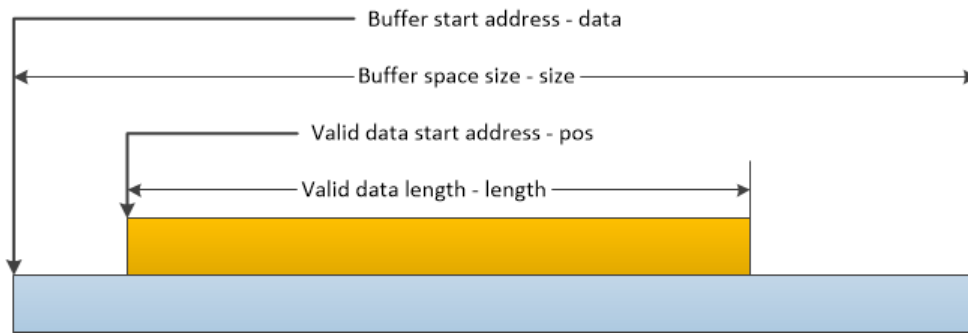 Buffer start address - data
Buffer space size - size
Valid data start address - pos
Valid data length - length